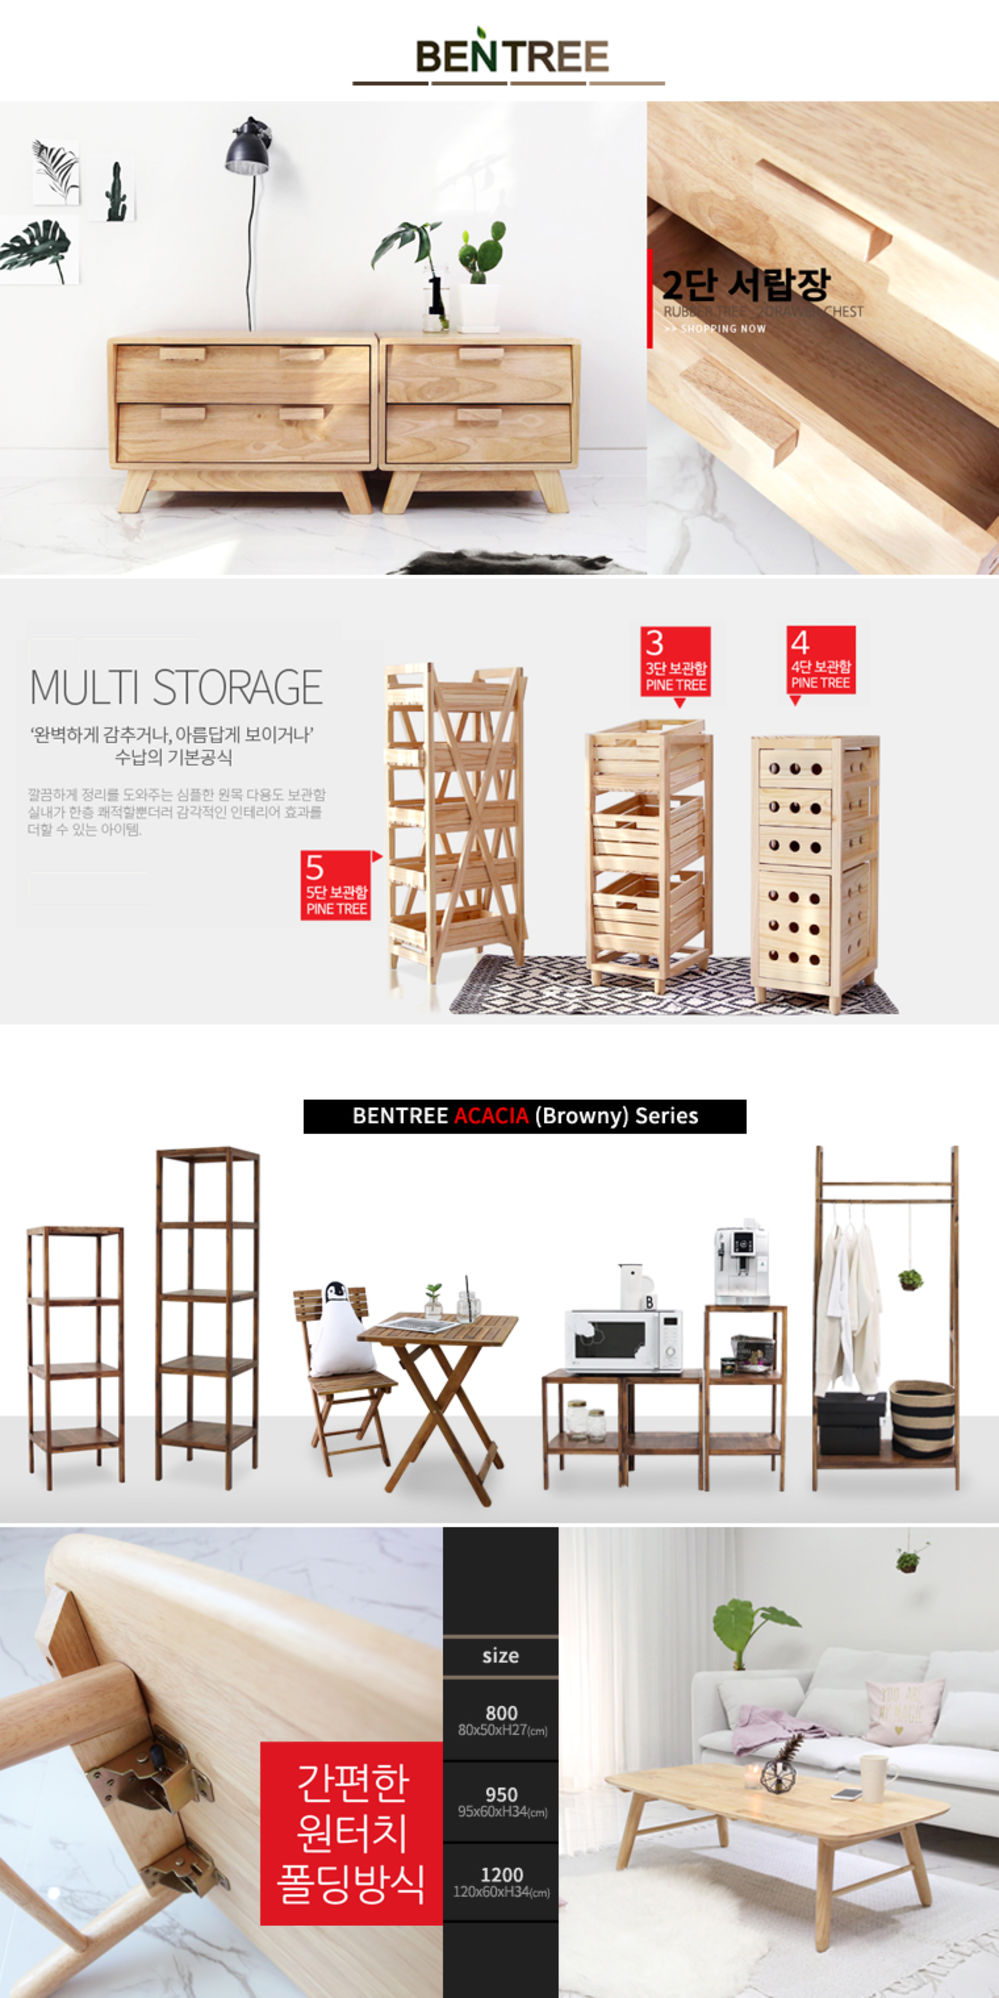 BENTREE
2단 서랍장
RUBBER TREE 2DRAWER CHEST
>> SHOPPING NOW
MULTI STORAGE
‘완벽하게 감추거나, 아름답게 보이거나’
수납의 기본공식
깔끔하게 정리를 도와주는 심플한 원목 다용도 보관함
실내가 한층 쾌적할뿐더러 감각적인 인테리어 효과를
더할 수 있는 아이템.
3
3단 보관함
PINE TREE
4
4단 보관함
PINE TREE
5
5단 보관함
PINE TREE
BENTREE ACACIA (Browny) Series
B
간편한
원터치
폴딩방식
size
800
80x50xH27(cm)
950
95x60xH34(cm)
1200
120x60xH34(cm)
YOU ARE
MY MAGIC